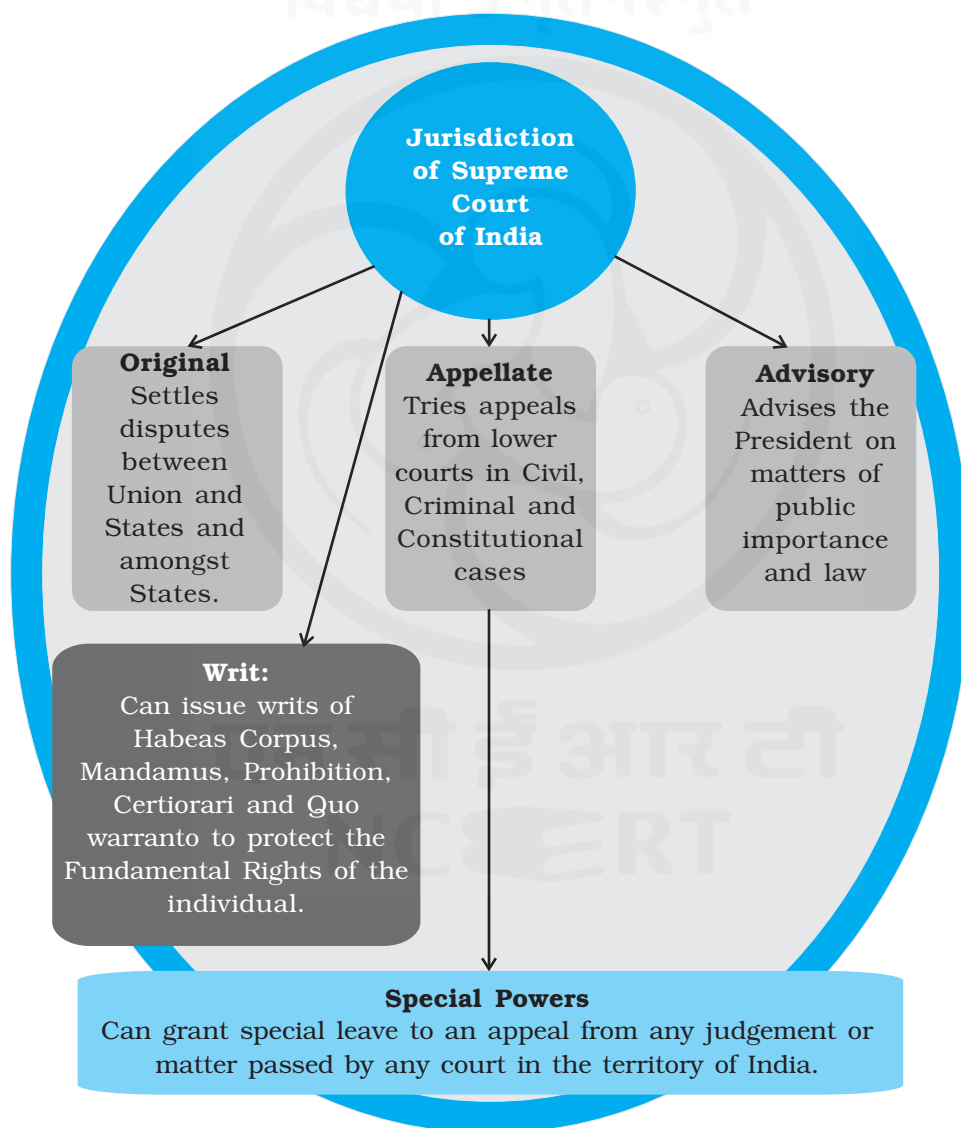 Jurisdiction
of Supreme
Court
of India
Original
Settles
disputes
between
Union and
States and
amongst
States.
Appellate
Tries appeals
from lower
courts in Civil,
Criminal and
Constitutional
cases
Advisory
Advises the
President on
matters of
public
importance
and law
Writ:
Can issue writs of
Habeas Corpus,
Mandamus, Prohibition,
Certiorari and Quo
warranto to protect the
Fundamental Rights of the
individual.
एन सी ई आर टी
NCERT
Special Powers
Can grant special leave to an appeal from any judgement or
matter passed by any court in the territory of India.